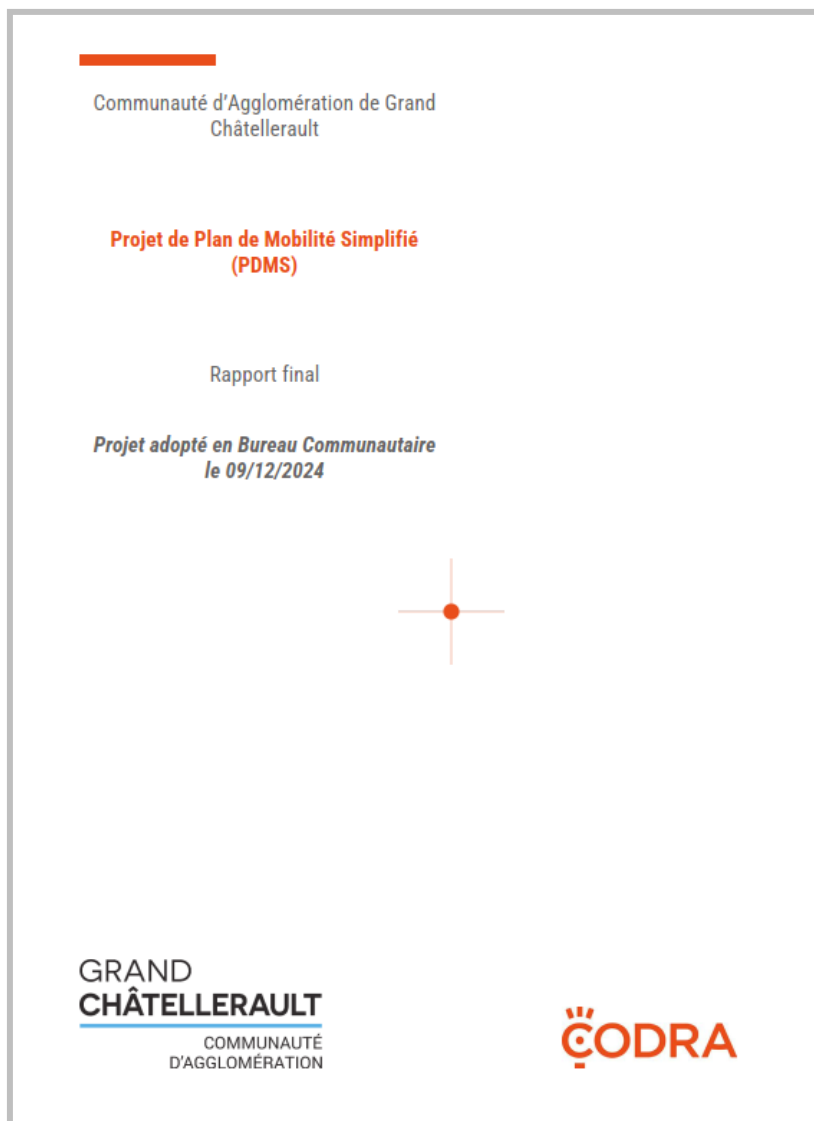 Communauté d'Agglomération de Grand
Châtellerault
Projet de Plan de Mobilité Simplifié
(PDMS)
Rapport final
Projet adopté en Bureau Communautaire
le 09/12/2024
GRAND
CHÂTELLERAULT
COMMUNAUTÉ
D'AGGLOMÉRATION
CODRA